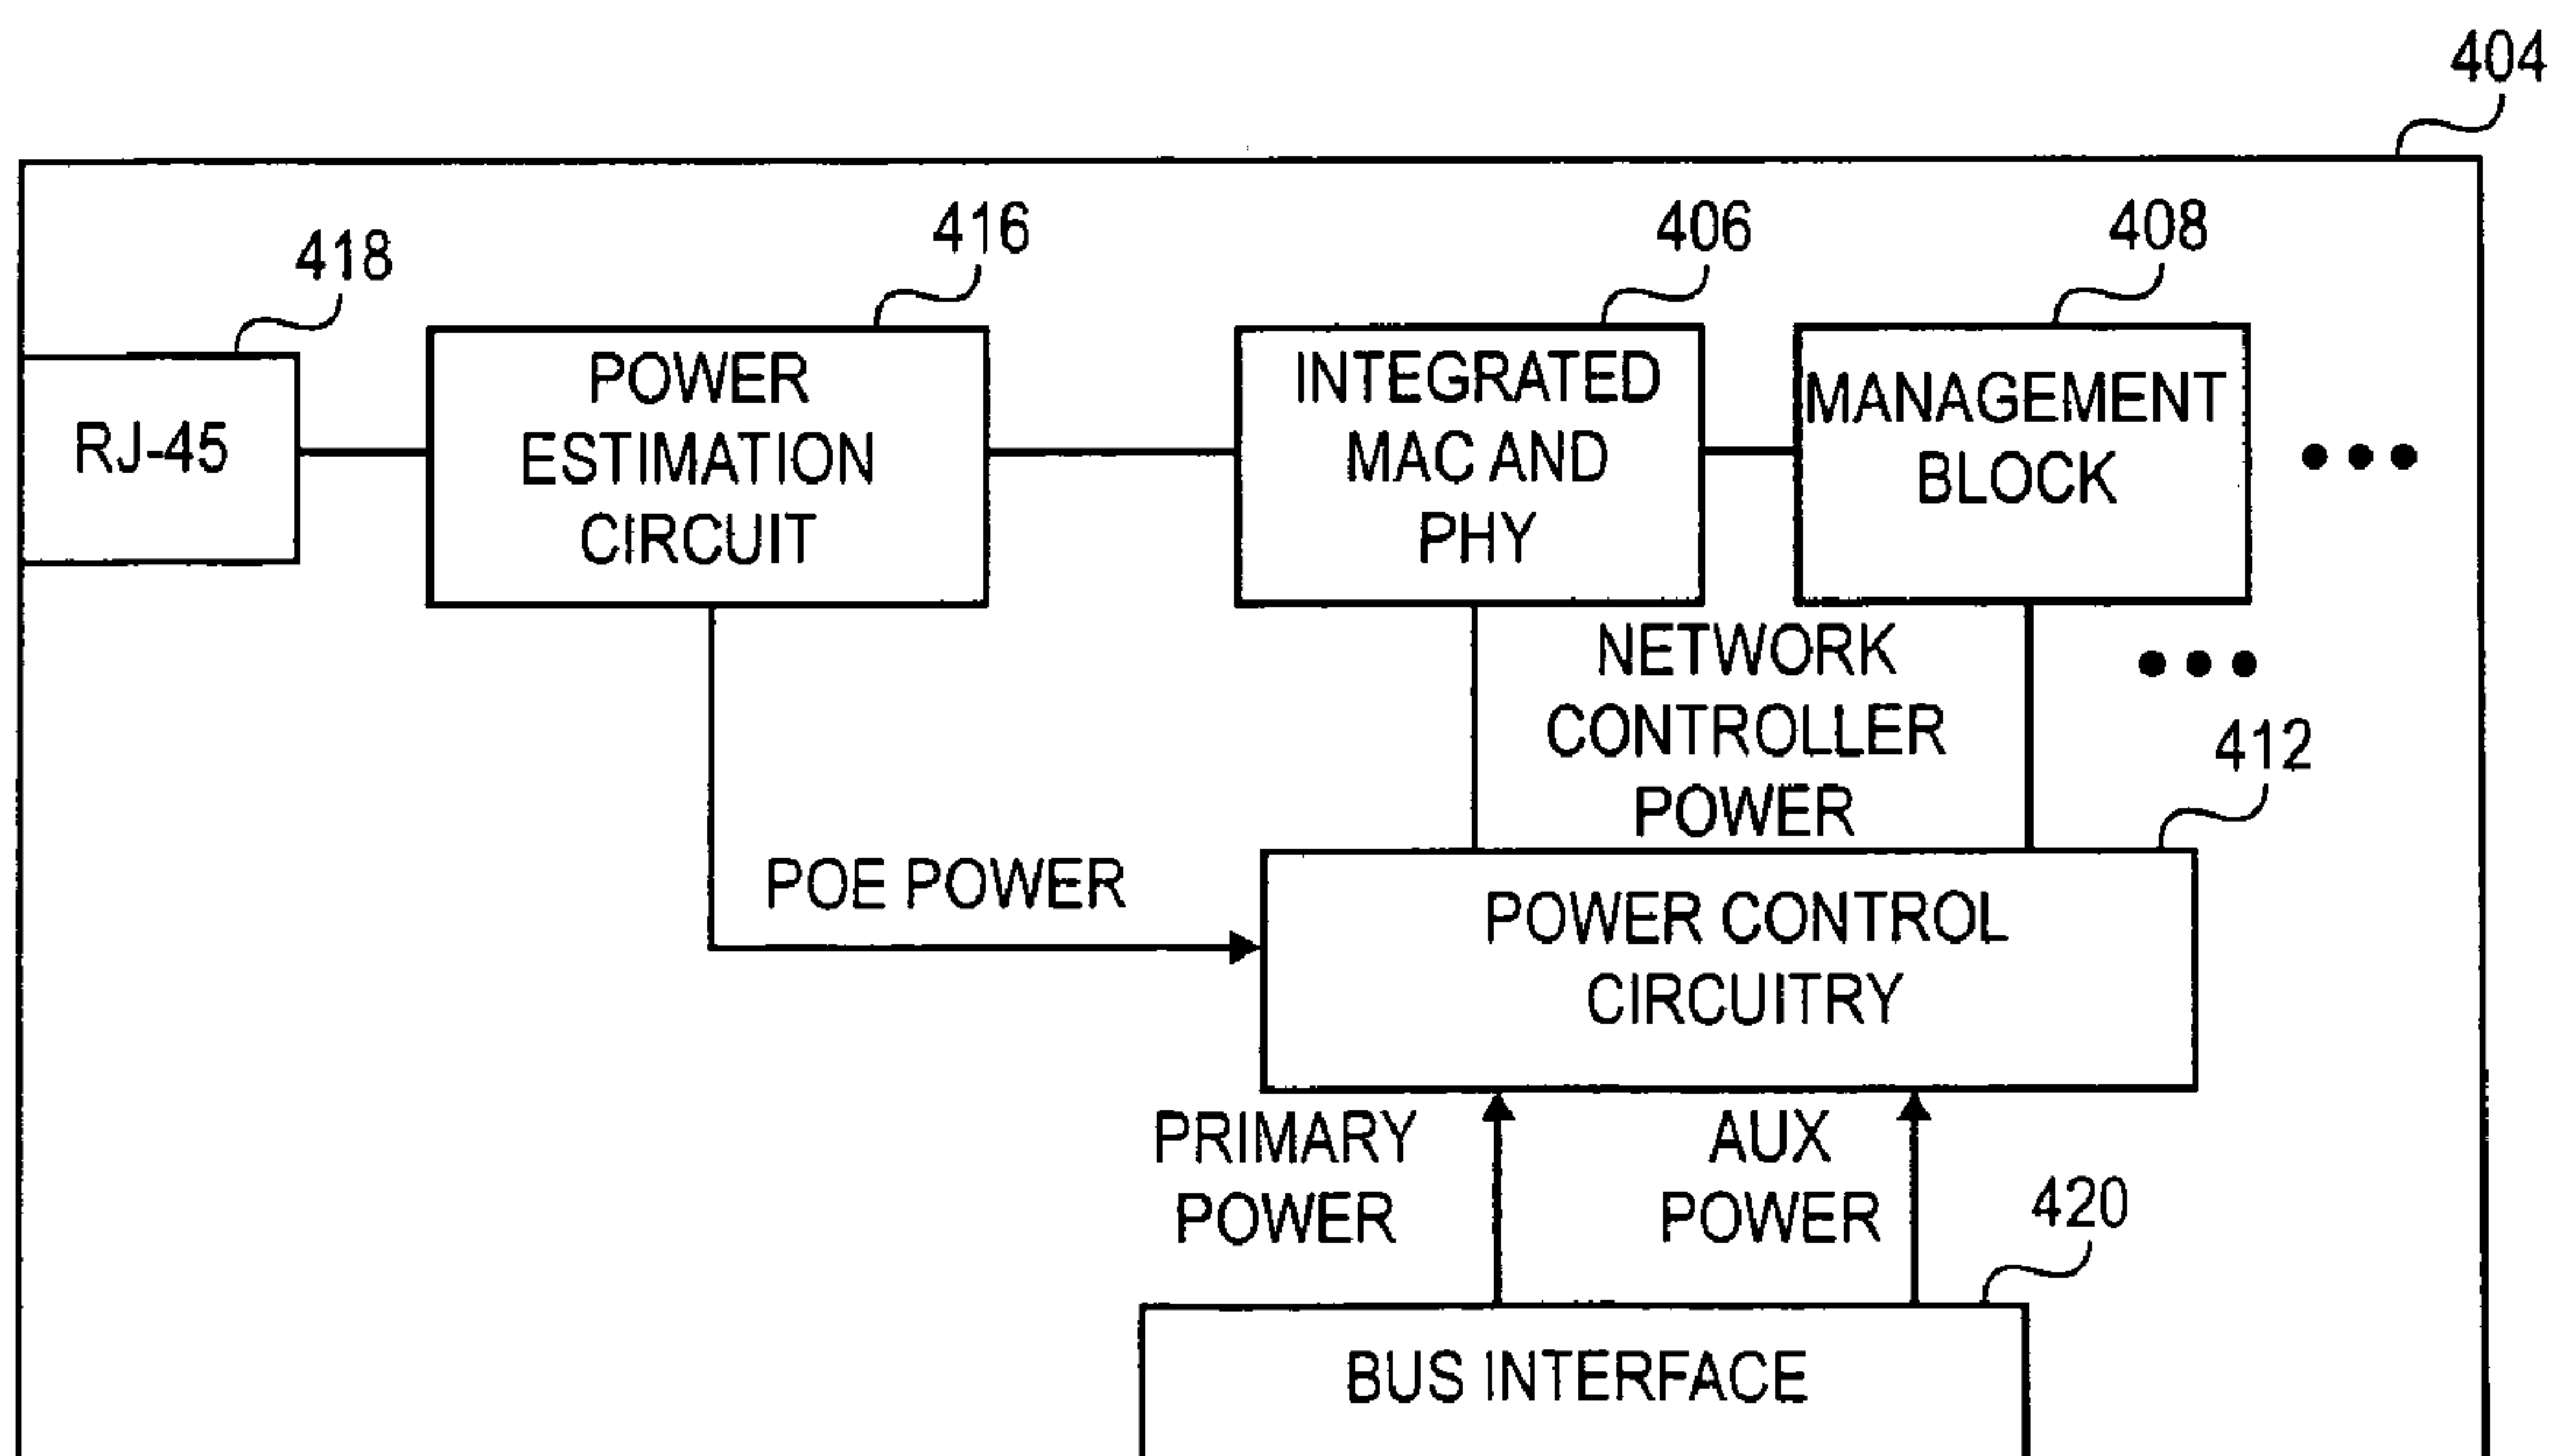 404
418
416
406
408
RJ-45
POWER
ESTIMATION
CIRCUIT
INTEGRATED
MAC AND
PHY
MANAGEMENT
BLOCK
NETWORK
CONTROLLER
POWER
412
POE POWER
POWER CONTROL
CIRCUITRY
PRIMARY
POWER
AUX
POWER
420
BUS INTERFACE